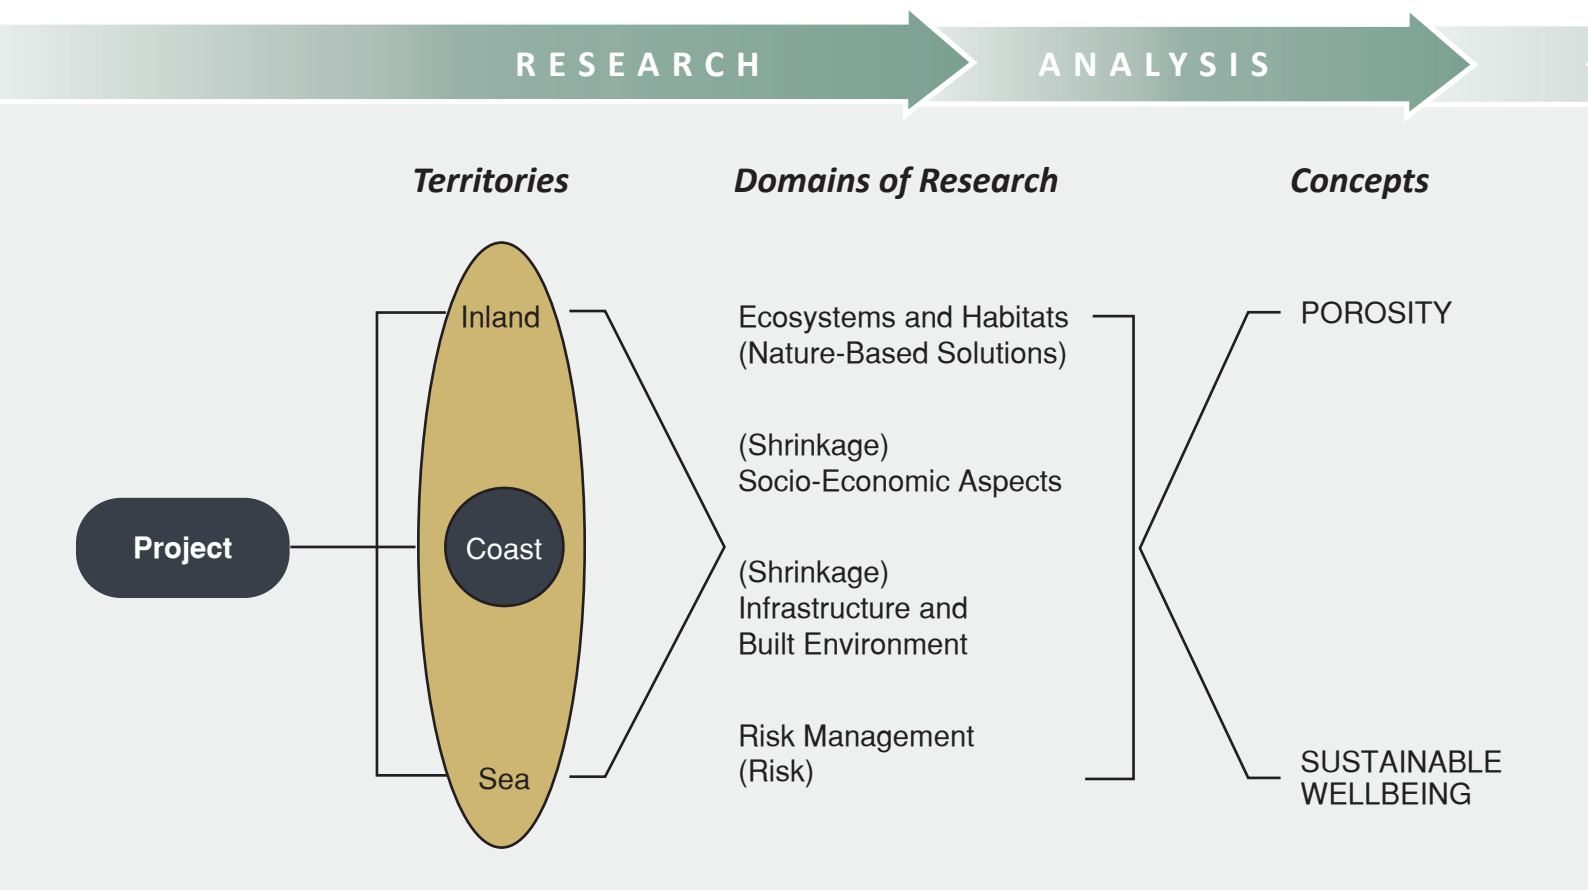 RESEARCH
ANALYSIS
Territories
Domains of Research
Concepts
Project
Inland
Coast
Sea
Ecosystems and Habitats
(Nature-Based Solutions)
(Shrinkage)
Socio-Economic Aspects
(Shrinkage)
Infrastructure and
Built Environment
Risk Management
(Risk)
POROSITY
SUSTAINABLE
WELLBEING